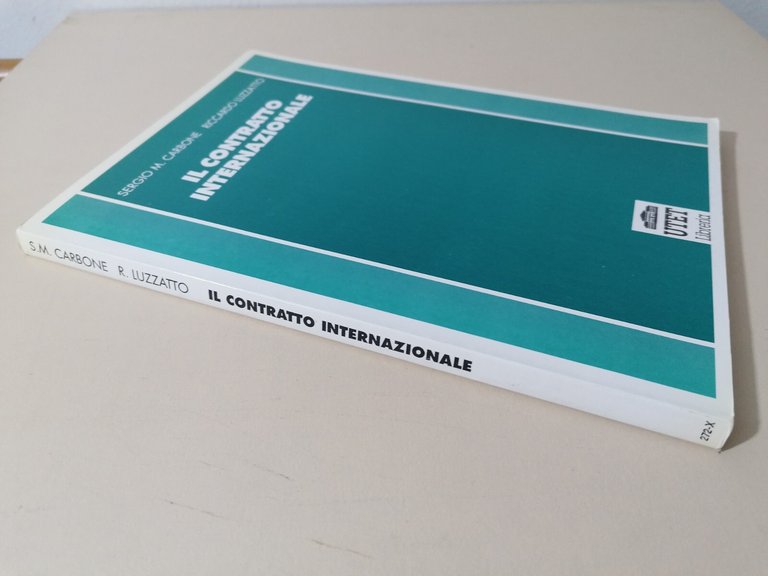 SERGIO M. CARBONE RICCARDO LUZZATTO
IL CONTRATTO
INTERNAZIONALE
UTET
Libreria
S.M. CARBONE R. LUZZATTO IL CONTRATTO INTERNAZIONALE
272-X